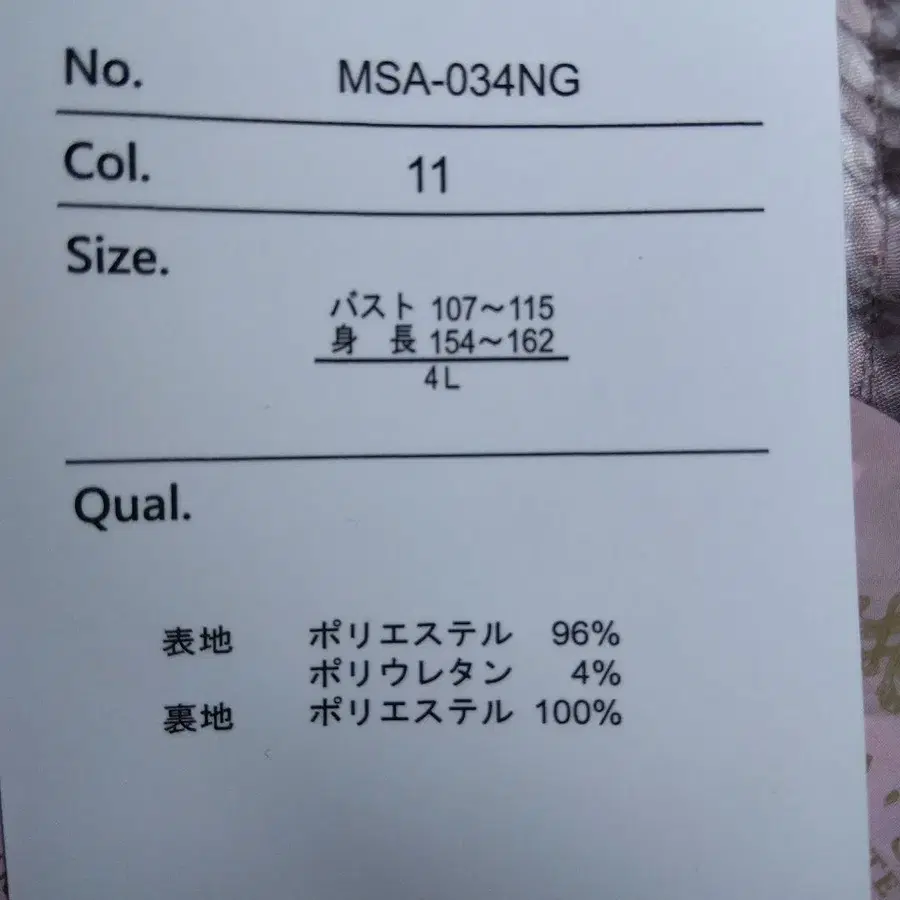 No. MSA-034NG
Col. 11
Size.
バスト 107～115
身 長 154～162
4L
Qual.
表地 ポリエステル 96%
ポリウレタン 4%
裏地 ポリエステル 100%